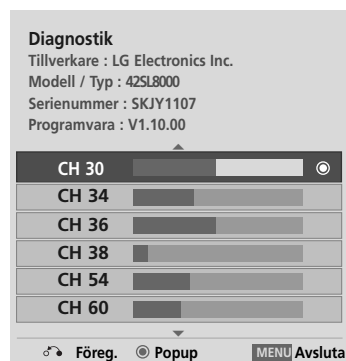 Diagnostik
Tillverkare : LG Electronics Inc.
Modell / Typ : 42SL8000
Serienummer : SKJY1107
Programvara : V1.10.00
CH 30
CH 34
CH 36
CH 38
CH 54
CH 60
Föreg. Popup MENU Avsluta